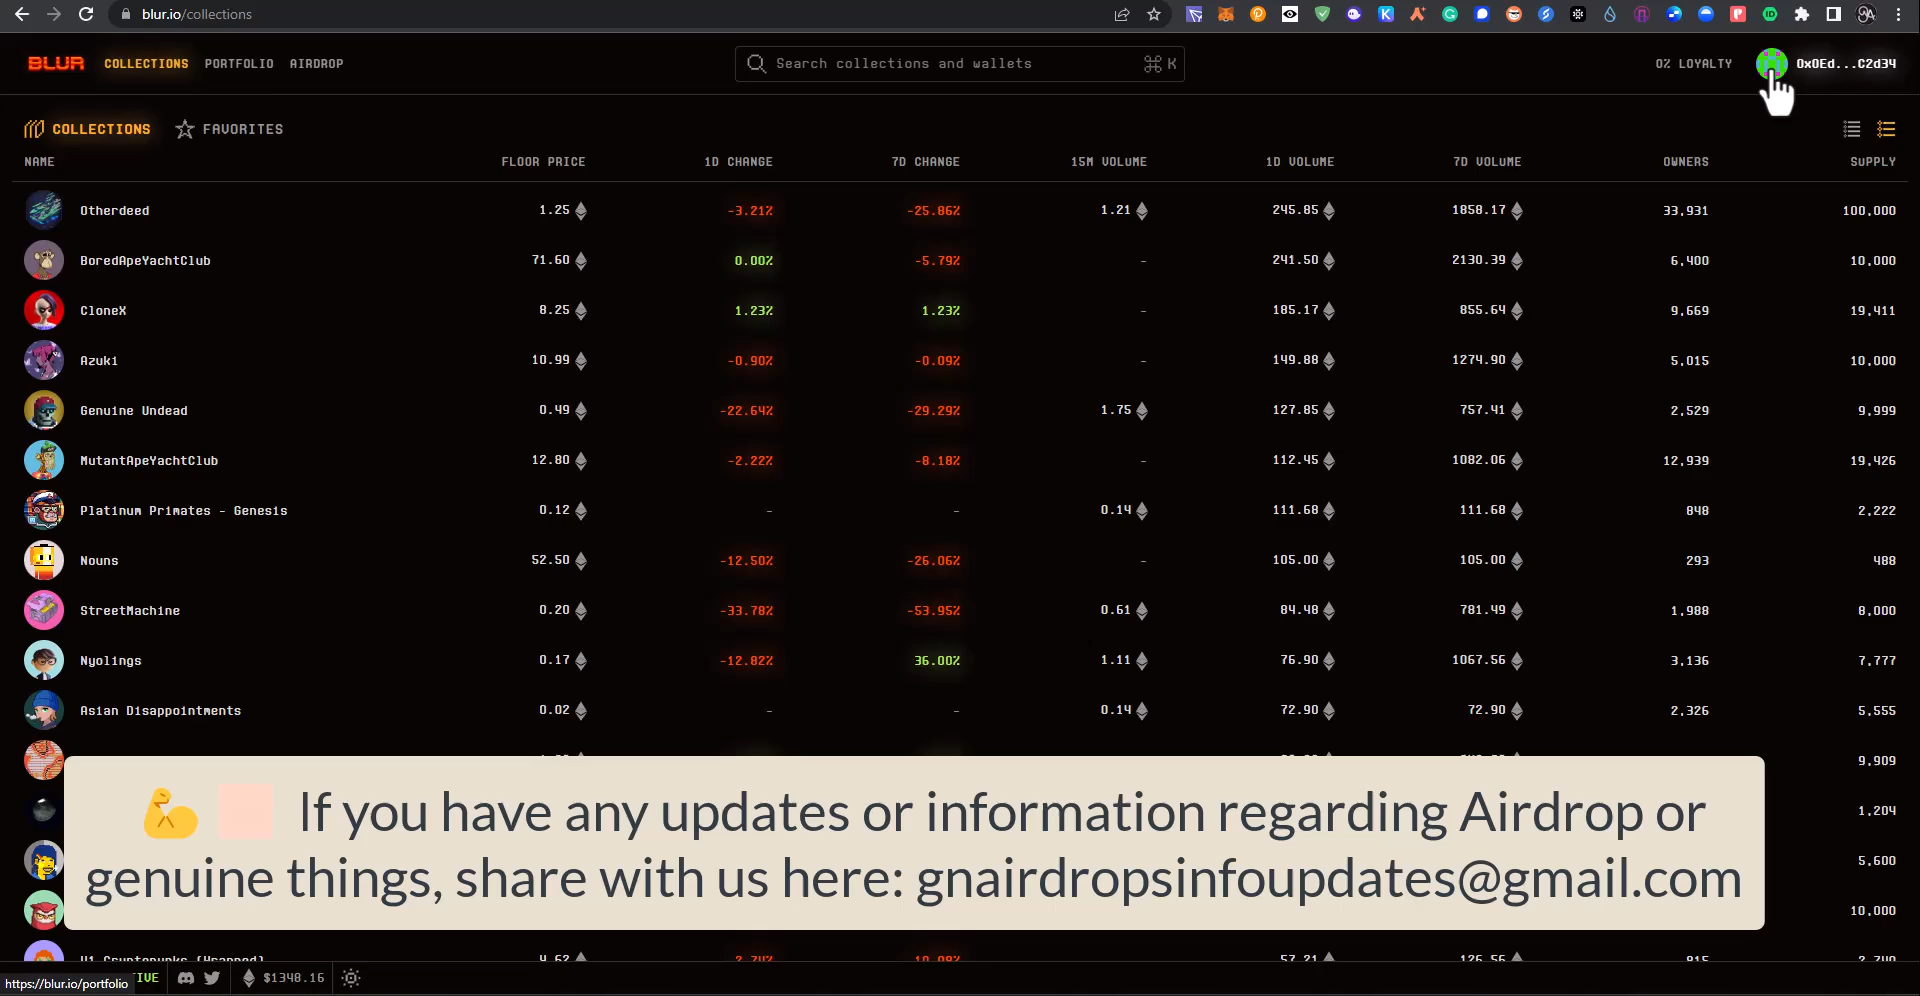 blur.io/collections
BLUR COLLECTIONS PORTFOLIO AIRDROP Search collections and wallets ⌘ K 0% LOYALTY 0x0Ed...C2d34
COLLECTIONS FAVORITES
NAME FLOOR PRICE 1D CHANGE 7D CHANGE 15M VOLUME 1D VOLUME 7D VOLUME OWNERS SUPPLY
Otherdeed 1.25 -3.21% -25.86% 1.21 245.85 1858.17 33,931 100,000
BoredApeYachtClub 71.60 0.00% -5.79% - 241.50 2130.39 6,400 10,000
CloneX 8.25 1.23% 1.23% - 185.17 855.64 9,669 19,411
Azuki 10.99 -0.90% -0.09% - 149.88 1274.90 5,015 10,000
Genuine Undead 0.49 -22.64% -29.29% 1.75 127.85 757.41 2,529 9,999
MutantApeYachtClub 12.80 -2.22% -8.18% - 112.45 1082.06 12,939 19,426
Platinum Primates - Genesis 0.12 - - 0.14 111.68 111.68 848 2,222
Nouns 52.50 -12.50% -26.06% - 105.00 105.00 293 488
StreetMachine 0.20 -33.78% -53.95% 0.61 84.48 781.49 1,988 8,000
Nyolings 0.17 -12.82% 36.00% 1.11 76.90 1067.56 3,136 7,777
Asian Disappointments 0.02 - - 0.14 72.90 72.90 2,326 5,555
9,909
1,204
5,600
10,000
If you have any updates or information regarding Airdrop or
genuine things, share with us here: gnairdropsinfoupdates@gmail.com
V1 Cryptopunks (Wrapped) 4.62 57.21 126.56
https://blur.io/portfolio IVE $1348.16